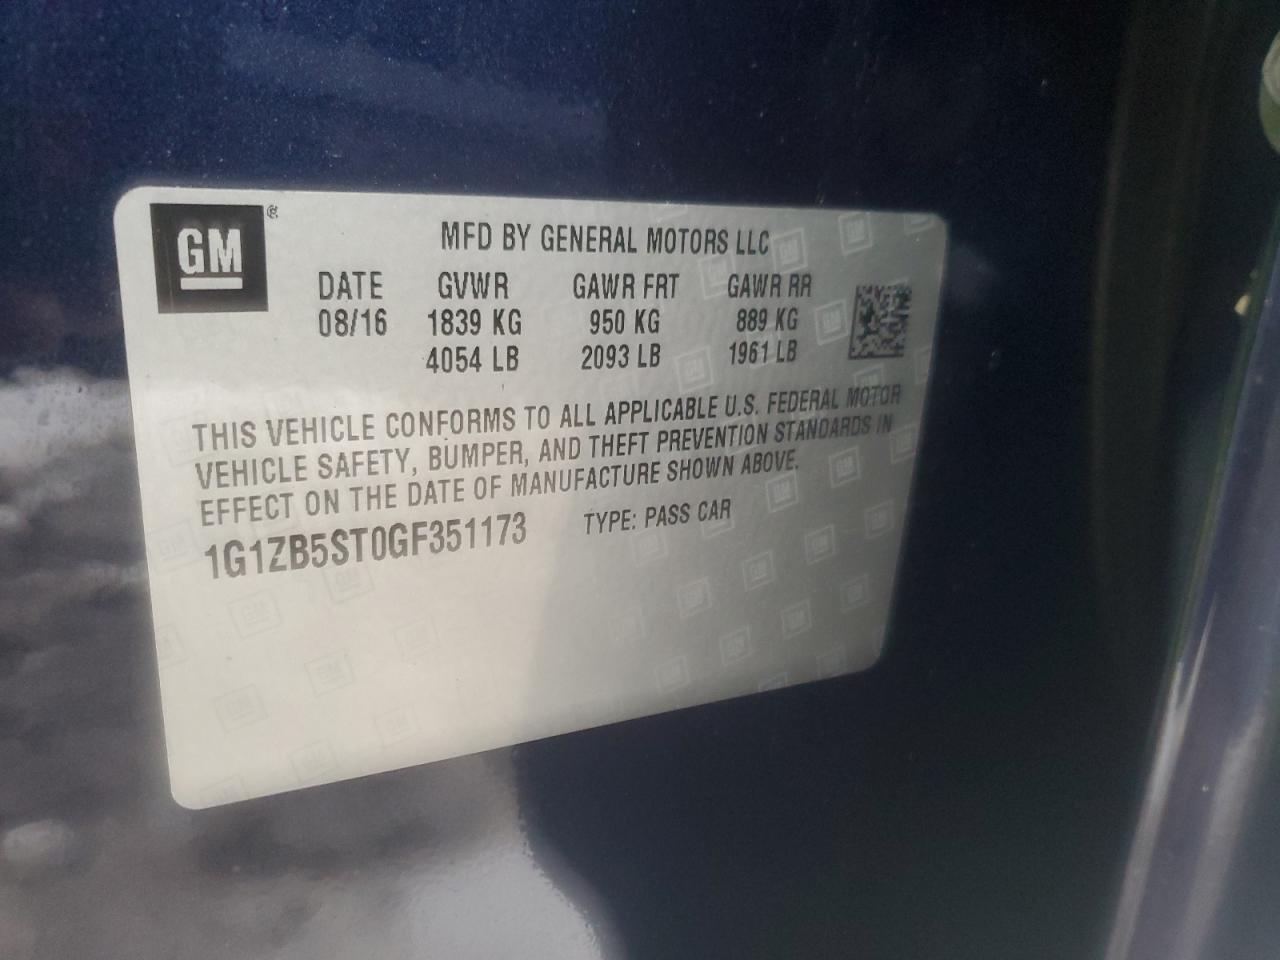 GM
MFD BY GENERAL MOTORS LLC
DATE GVWR GAWR FRT GAWR RR
08/16 1839 KG 950 KG 889 KG
4054 LB 2093 LB 1961 LB
THIS VEHICLE CONFORMS TO ALL APPLICABLE U.S. FEDERAL MOTOR
VEHICLE SAFETY, BUMPER, AND THEFT PREVENTION STANDARDS IN
EFFECT ON THE DATE OF MANUFACTURE SHOWN ABOVE.
1G1ZB5ST0GF351173 TYPE: PASS CAR